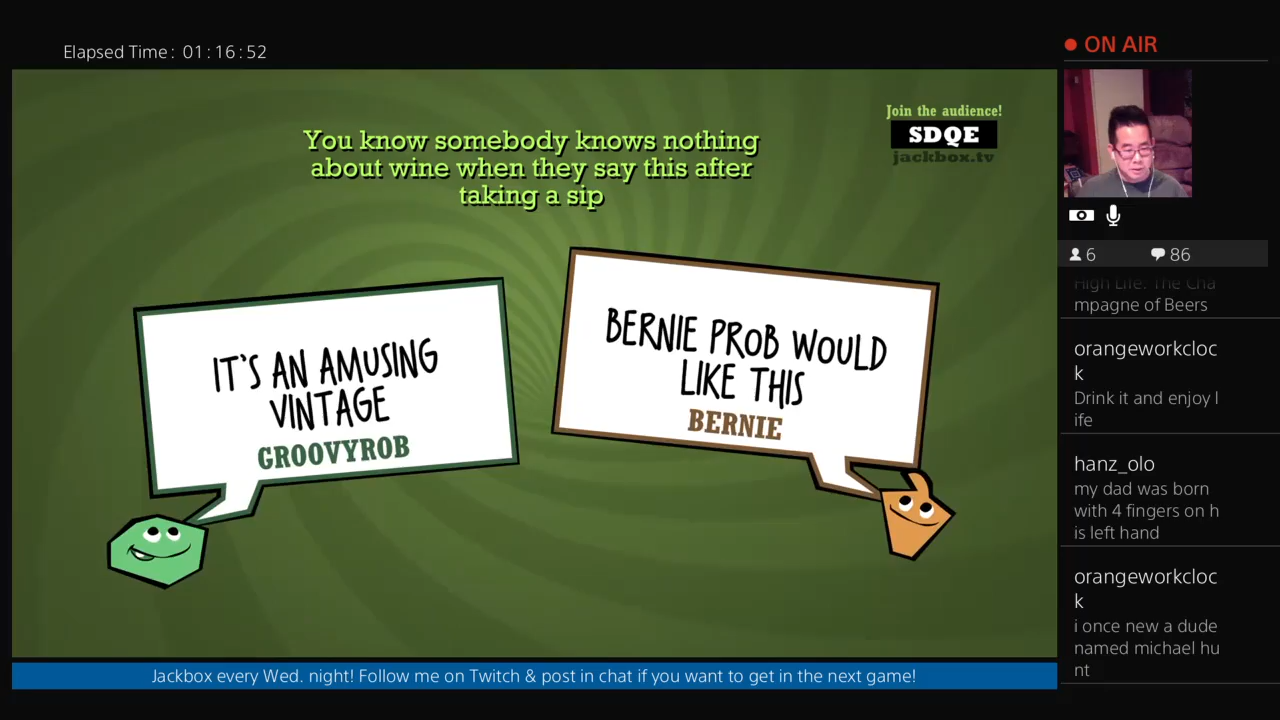 Elapsed Time: 01:16:52
ON AIR
You know somebody knows nothing
about wine when they say this after
taking a sip
Join the audience!
SDQE
jackbox.tv
IT'S AN AMUSING
VINTAGE
GROOVYROB
BERNIE PROB WOULD
LIKE THIS
BERNIE
6
86
High Life. The Cha
mpagne of Beers
orangeworkcloc
k
Drink it and enjoy l
ife
hanz_olo
my dad was born
with 4 fingers on h
is left hand
orangeworkcloc
k
i once new a dude
named michael hu
nt
Jackbox every Wed. night! Follow me on Twitch & post in chat if you want to get in the next game!